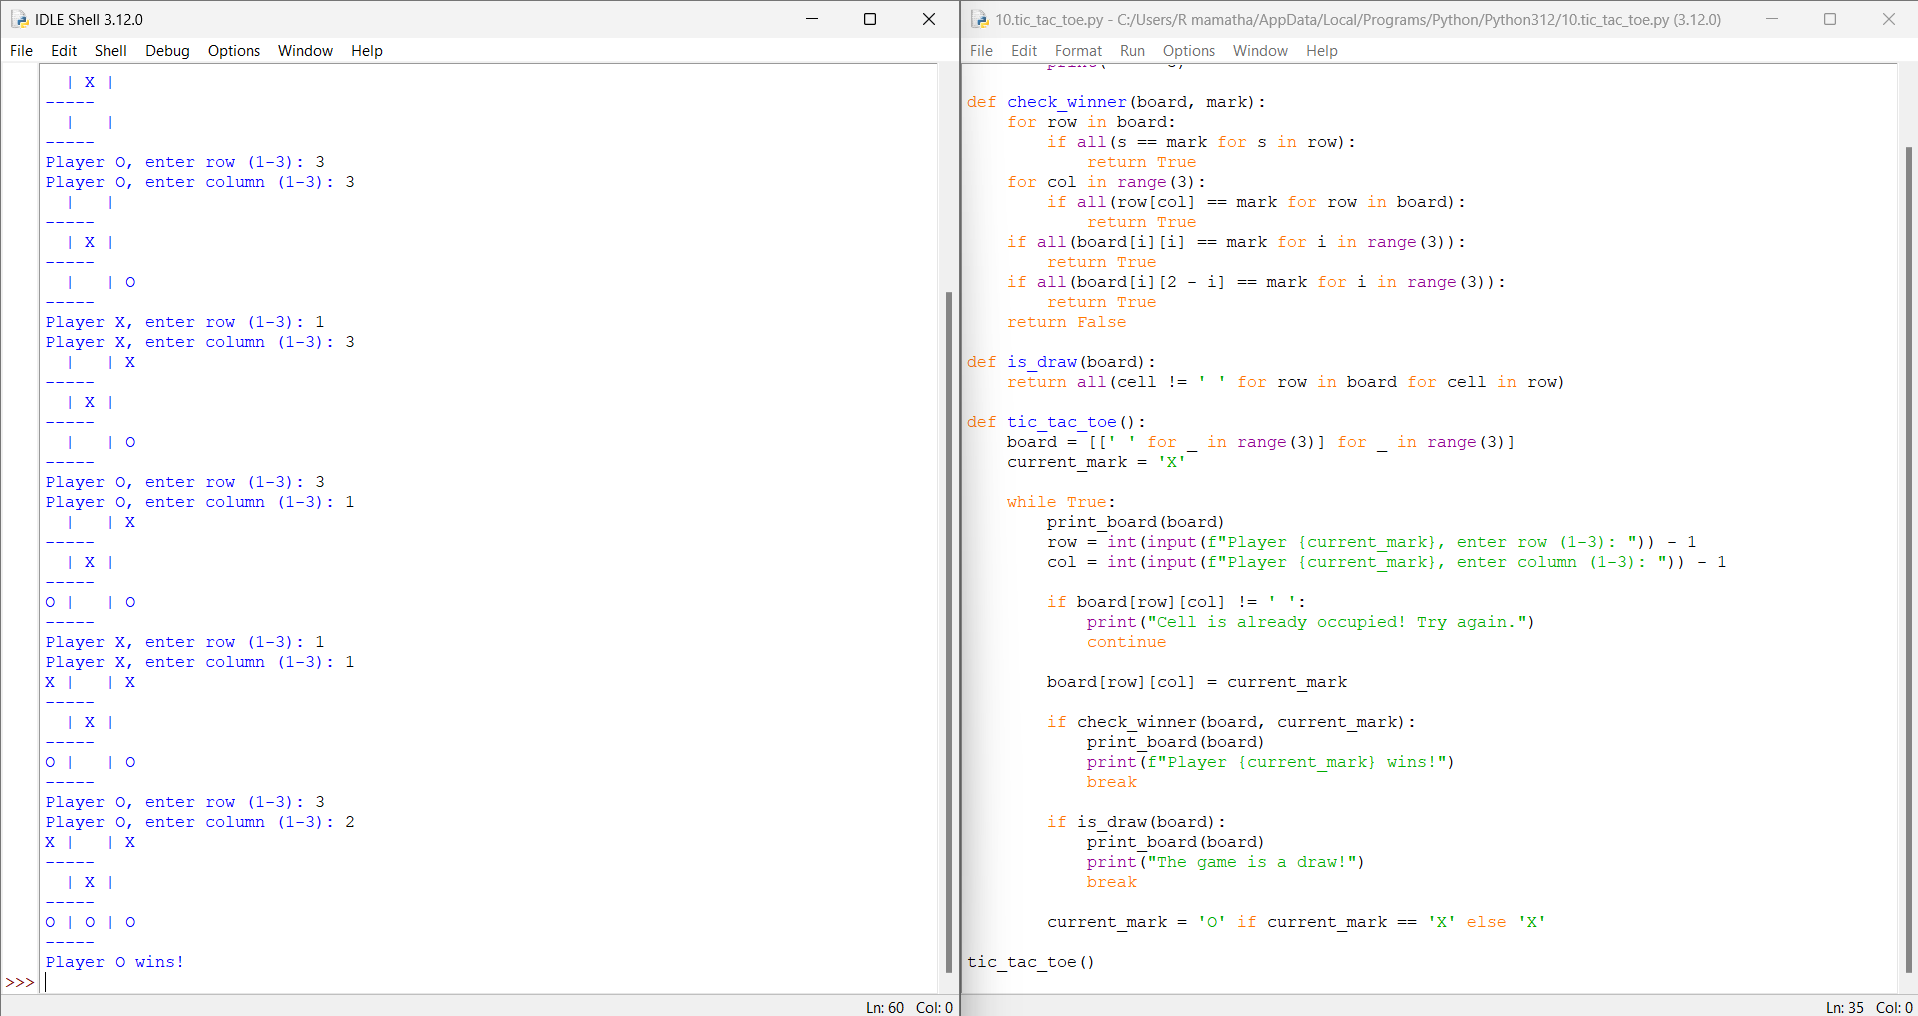 IDLE Shell 3.12.0
File Edit Shell Debug Options Window Help
  | X |
-----
  |   |
-----
Player O, enter row (1-3): 3
Player O, enter column (1-3): 3
  |   |
-----
  | X |
-----
  |   | O
-----
Player X, enter row (1-3): 1
Player X, enter column (1-3): 3
  |   | X
-----
  | X |
-----
  |   | O
-----
Player O, enter row (1-3): 3
Player O, enter column (1-3): 1
  |   | X
-----
  | X |
-----
O |   | O
-----
Player X, enter row (1-3): 1
Player X, enter column (1-3): 1
X |   | X
-----
  | X |
-----
O |   | O
-----
Player O, enter row (1-3): 3
Player O, enter column (1-3): 2
X |   | X
-----
  | X |
-----
O | O | O
-----
Player O wins!
>>>
Ln: 60 Col: 0
10.tic_tac_toe.py - C:/Users/R mamatha/AppData/Local/Programs/Python/Python312/10.tic_tac_toe.py (3.12.0)
File Edit Format Run Options Window Help
def check_winner(board, mark):
    for row in board:
        if all(s == mark for s in row):
            return True
    for col in range(3):
        if all(row[col] == mark for row in board):
            return True
    if all(board[i][i] == mark for i in range(3)):
        return True
    if all(board[i][2 - i] == mark for i in range(3)):
        return True
    return False
def is_draw(board):
    return all(cell != ' ' for row in board for cell in row)
def tic_tac_toe():
    board = [[' ' for _ in range(3)] for _ in range(3)]
    current_mark = 'X'
    while True:
        print_board(board)
        row = int(input(f"Player {current_mark}, enter row (1-3): ")) - 1
        col = int(input(f"Player {current_mark}, enter column (1-3): ")) - 1
        if board[row][col] != ' ':
            print("Cell is already occupied! Try again.")
            continue
        board[row][col] = current_mark
        if check_winner(board, current_mark):
            print_board(board)
            print(f"Player {current_mark} wins!")
            break
        if is_draw(board):
            print_board(board)
            print("The game is a draw!")
            break
        current_mark = 'O' if current_mark == 'X' else 'X'
tic_tac_toe()
Ln: 35 Col: 0